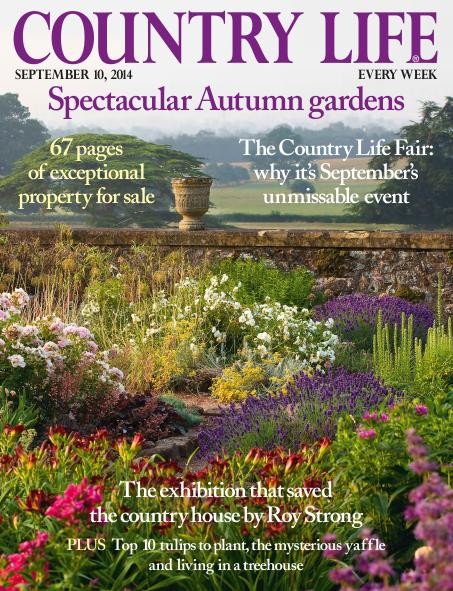 COUNTRY LIFE®
SEPTEMBER 10, 2014
EVERY WEEK
Spectacular Autumn gardens
67 pages
of exceptional
property for sale
The Country Life Fair:
why it's September's
unmissable event
The exhibition that saved
the country house by Roy Strong
PLUS Top 10 tulips to plant, the mysterious yaffle
and living in a treehouse